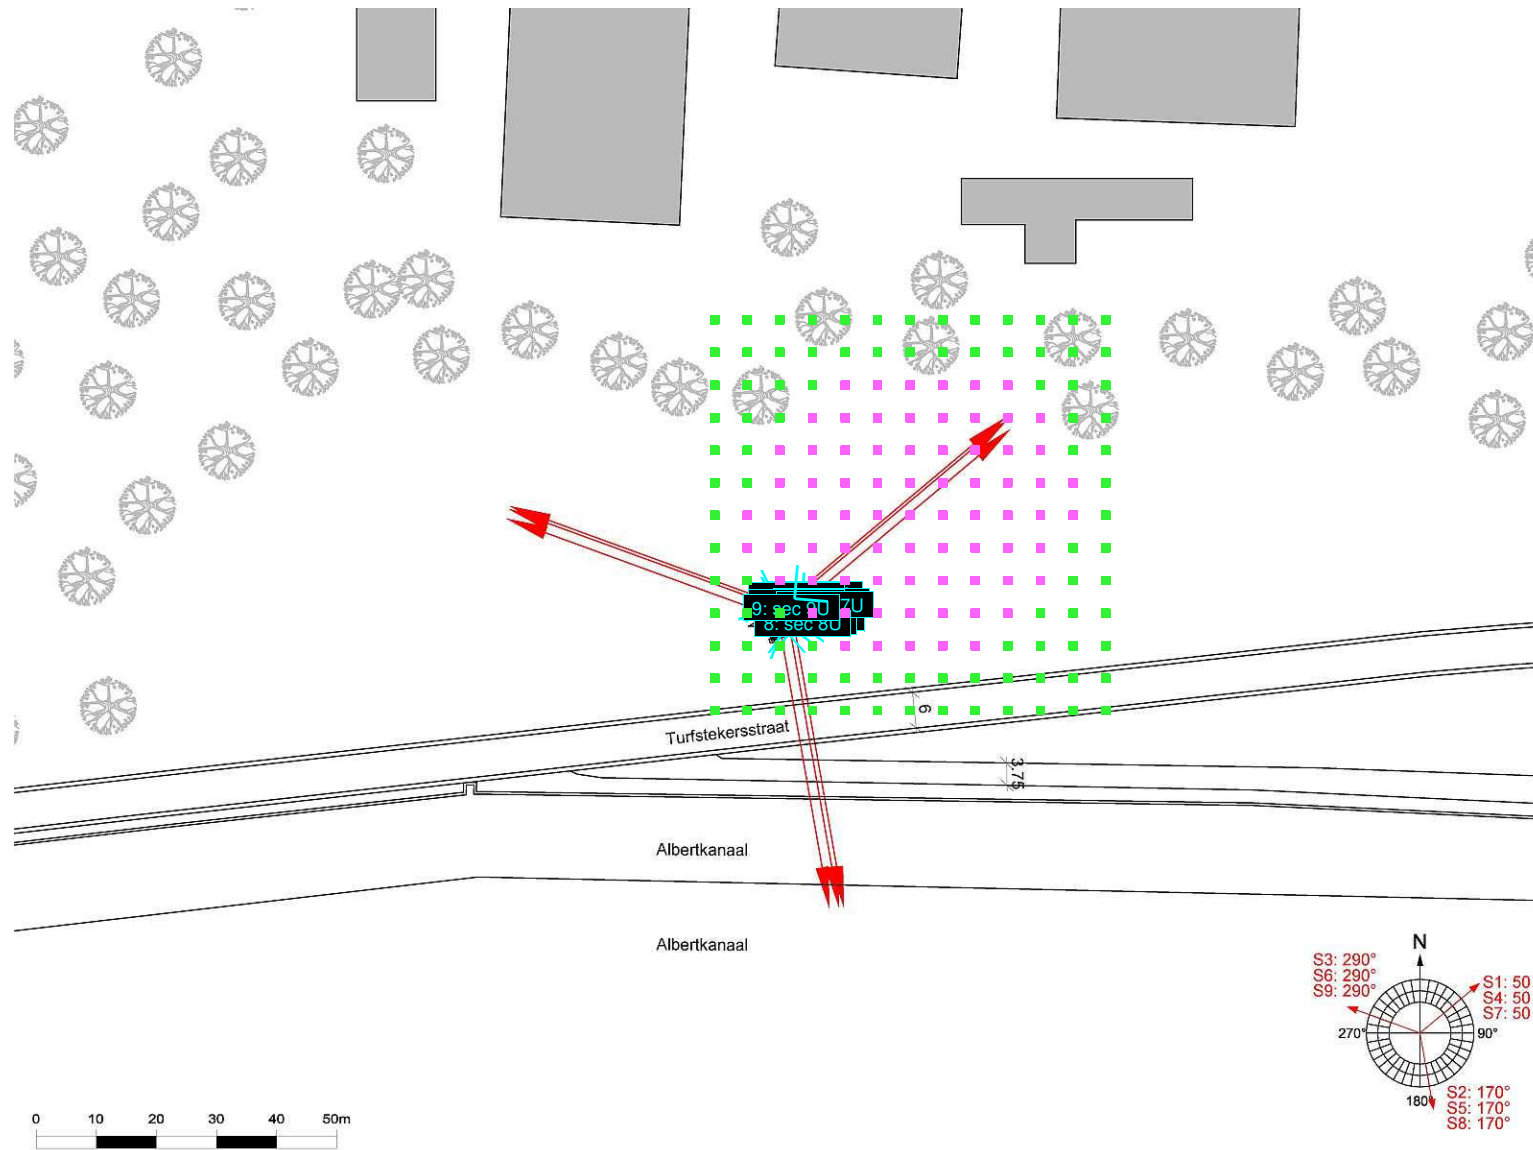 9: sec 9U
7U
8: sec 8U
6
Turfstekersstraat
3,75
Albertkanaal
Albertkanaal
N
S3: 290°
S6: 290°
S9: 290°
S1: 50
S4: 50
S7: 50
270°
90°
180°
S2: 170°
S5: 170°
S8: 170°
0 10 20 30 40 50m